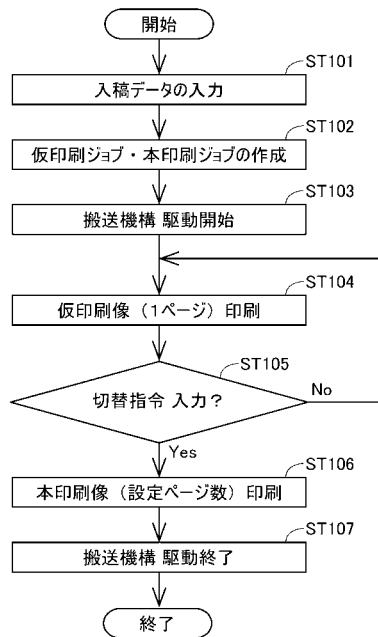 開始
ST101
入稿データの入力
ST102
仮印刷ジョブ・本印刷ジョブの作成
ST103
搬送機構 駆動開始
ST104
仮印刷像（1ページ）印刷
ST105
切替指令 入力？
No
Yes
ST106
本印刷像（設定ページ数）印刷
ST107
搬送機構 駆動終了
終了